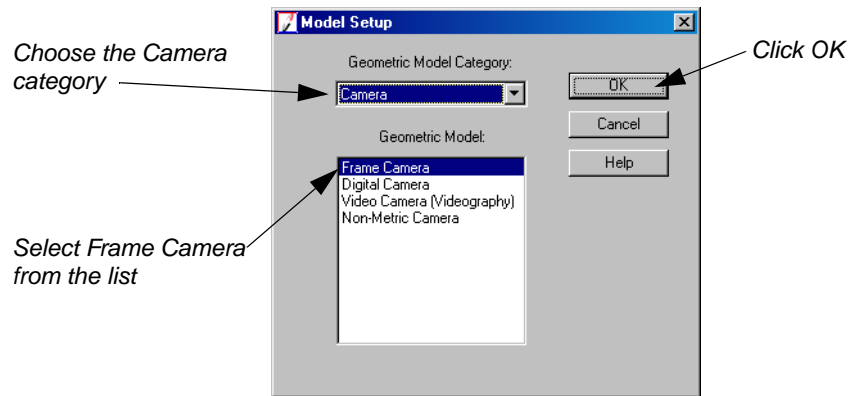 Model Setup
Choose the Camera
category
Geometric Model Category:
Camera
Click OK
OK
Cancel
Help
Geometric Model:
Frame Camera
Digital Camera
Video Camera (Videography)
Non-Metric Camera
Select Frame Camera
from the list